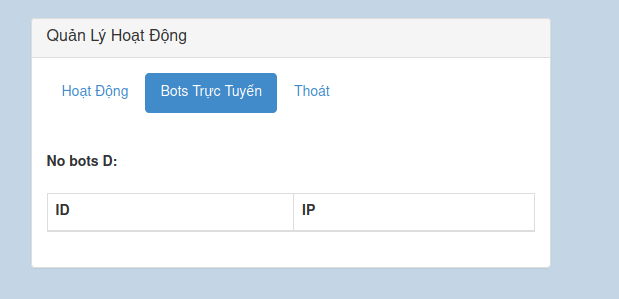 Quản Lý Hoạt Động
Hoạt Động Bots Trực Tuyến Thoát
No bots D:
ID IP